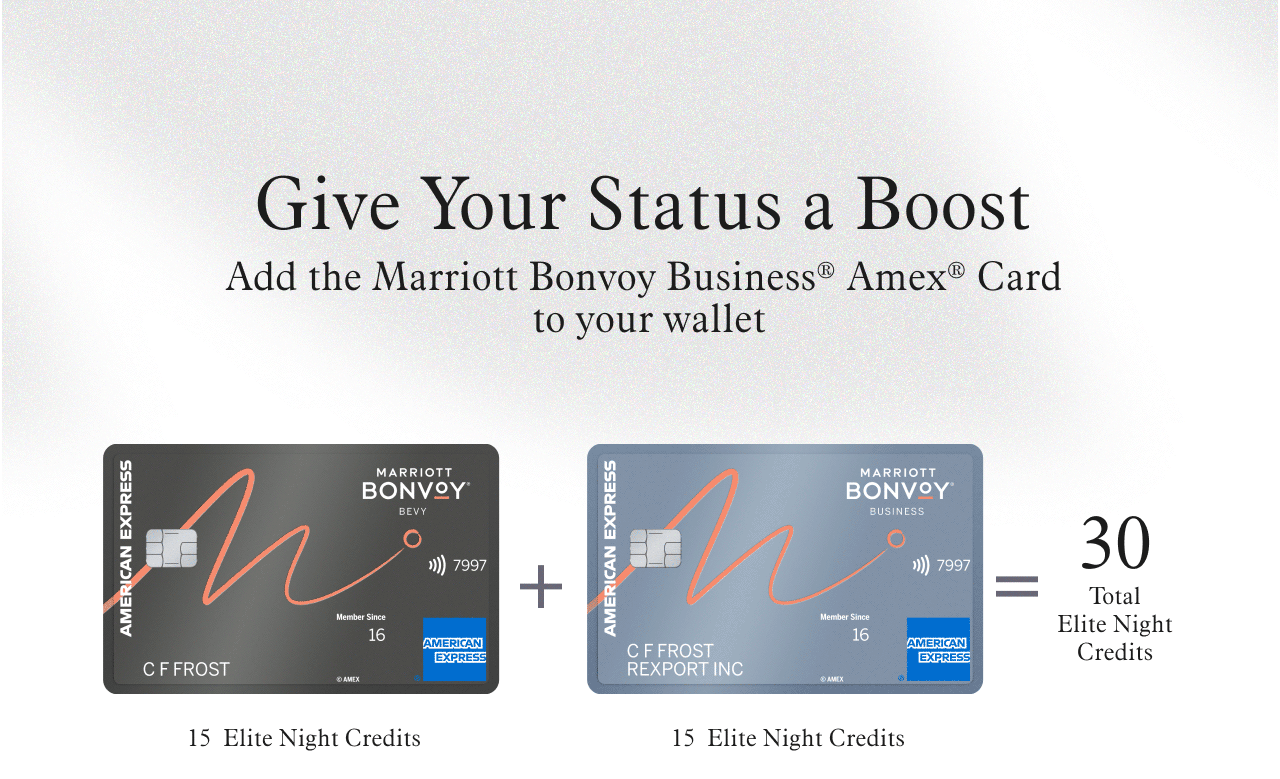 Give Your Status a Boost
Add the Marriott Bonvoy Business® Amex® Card
to your wallet
AMERICAN EXPRESS
MARRIOTT
BONVOY®
BEVY
7997
Member Since
16
AMERICAN
EXPRESS
C F FROST
© AMEX
+
AMERICAN EXPRESS
MARRIOTT
BONVOY®
BUSINESS
7997
Member Since
16
AMERICAN
EXPRESS
C F FROST
REXPORT INC
© AMEX
=
30
Total
Elite Night
Credits
15 Elite Night Credits
15 Elite Night Credits